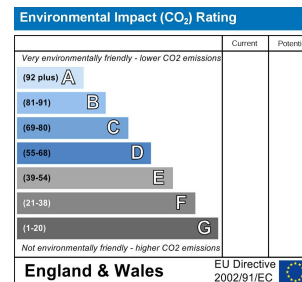 Environmental Impact (CO₂) Rating
Current Potenti
Very environmentally friendly - lower CO2 emissions
(92 plus) A
(81-91) B
(69-80) C
(55-68) D
(39-54) E
(21-38) F
(1-20) G
Not environmentally friendly - higher CO2 emissions
England & Wales
EU Directive
2002/91/EC